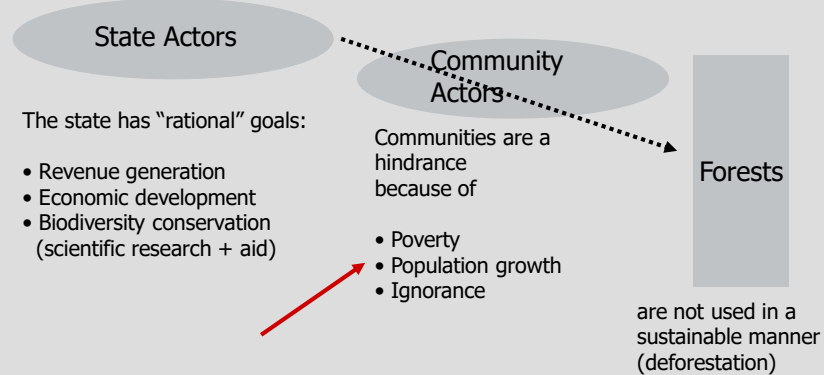 State Actors
The state has “rational” goals:
• Revenue generation
• Economic development
• Biodiversity conservation
(scientific research + aid)
Community
Actors
Communities are a
hindrance
because of
• Poverty
• Population growth
• Ignorance
Forests
are not used in a
sustainable manner
(deforestation)